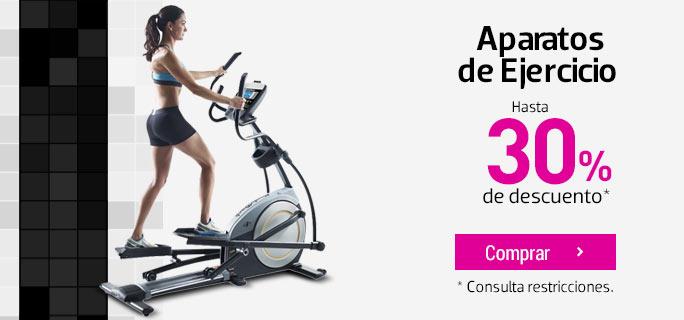 Aparatos
de Ejercicio
Hasta
30%
de descuento*
Comprar >
* Consulta restricciones.